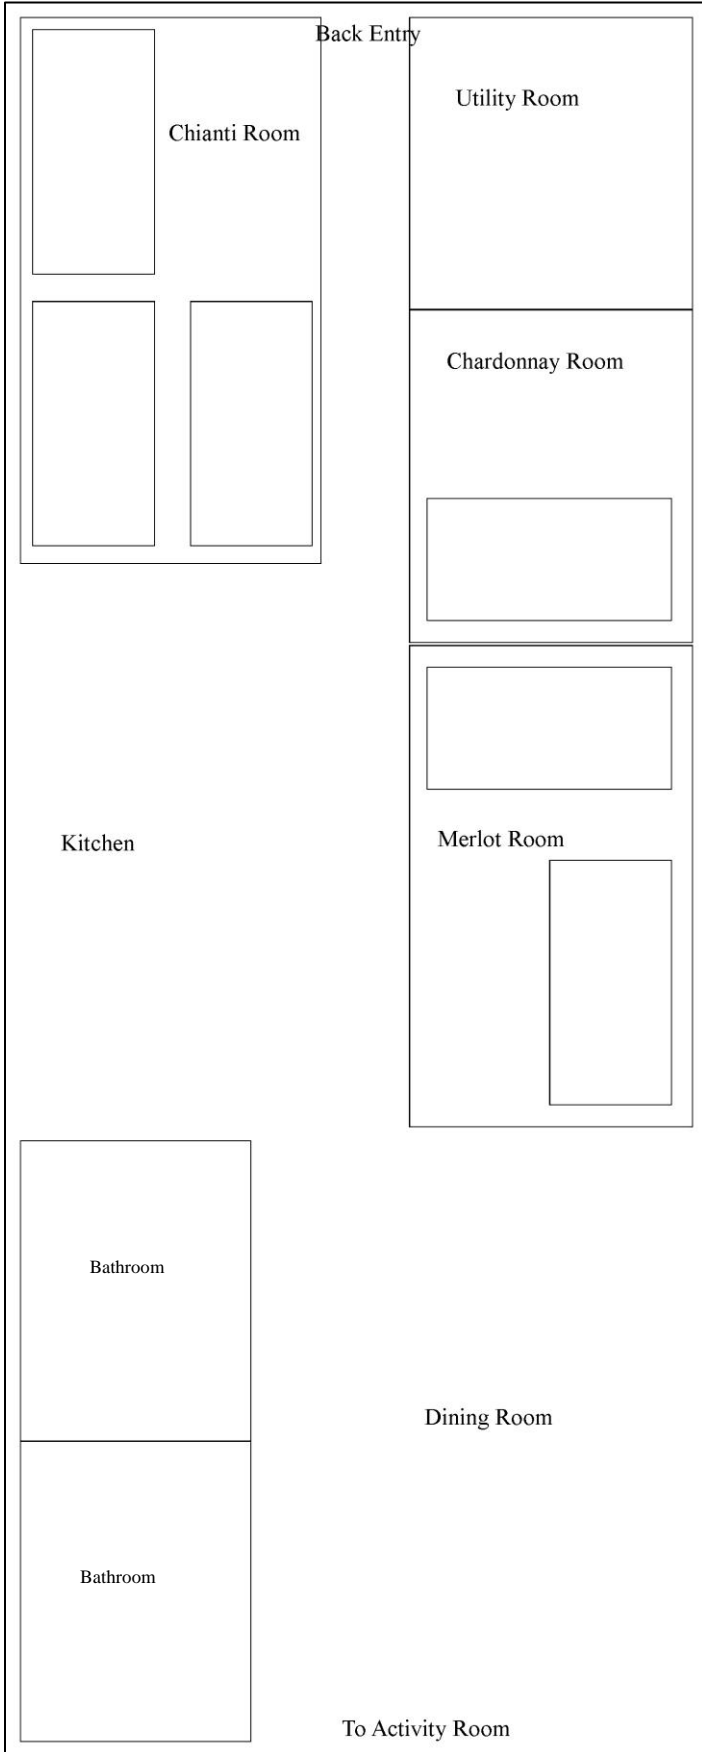 Back Entry
Utility Room
Chianti Room
Chardonnay Room
Merlot Room
Kitchen
Bathroom
Dining Room
Bathroom
To Activity Room